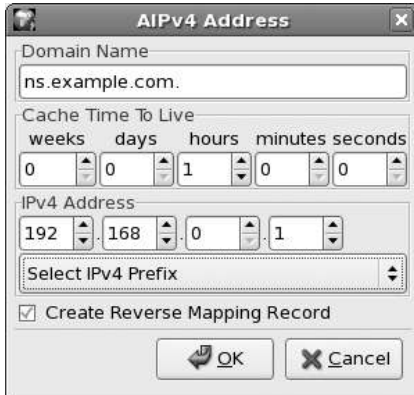 AIPv4 Address
Domain Name
ns.example.com.
Cache Time To Live
weeks days hours minutes seconds
0 0 1 0 0
IPv4 Address
192 . 168 . 0 . 1
Select IPv4 Prefix
Create Reverse Mapping Record
OK Cancel